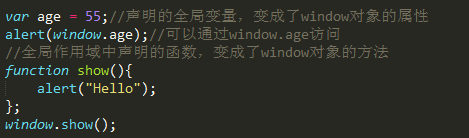 var age = 55;//声明的全局变量，变成了window对象的属性
alert(window.age);//可以通过window.age访问
//全局作用域中声明的函数，变成了window对象的方法
function show(){
    alert("Hello");
};
window.show();